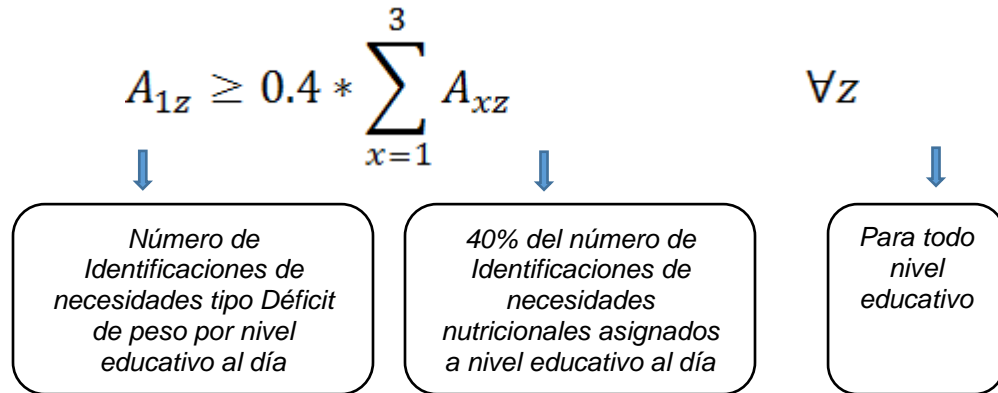 3
A₁z ≥ 0.4 * ∑ Axz ∀z
x=1
Número de
Identificaciones de
necesidades tipo Déficit
de peso por nivel
educativo al día
40% del número de
Identificaciones de
necesidades
nutricionales asignados
a nivel educativo al día
Para todo
nivel
educativo